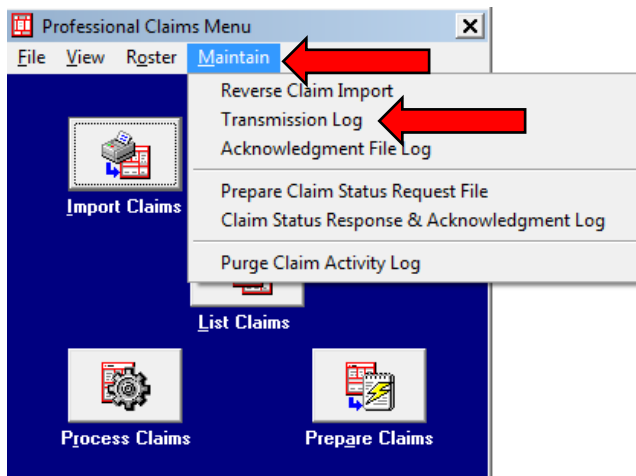 Professional Claims Menu
File View Roster Maintain
Reverse Claim Import
Transmission Log
Acknowledgment File Log
Prepare Claim Status Request File
Claim Status Response & Acknowledgment Log
Purge Claim Activity Log
Import Claims
List Claims
Process Claims Prepare Claims